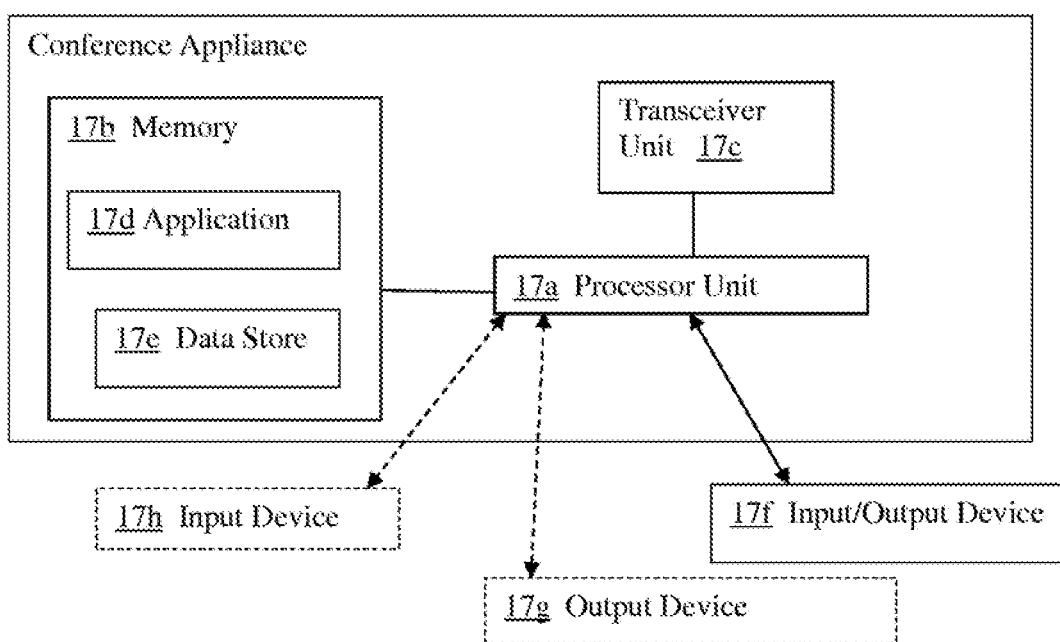 Conference Appliance
17b Memory
Transceiver
Unit 17c
17d Application
17a Processor Unit
17e Data Store
17h Input Device
17f Input/Output Device
17g Output Device